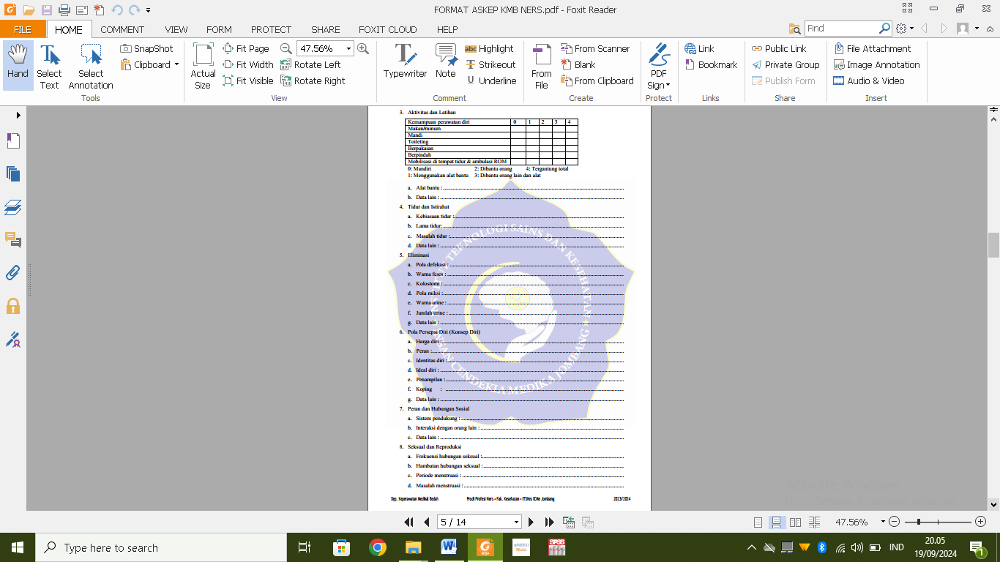 FORMAT ASKEP KMB NERS.pdf - Foxit Reader
FILE HOME COMMENT VIEW FORM PROTECT SHARE FOXIT CLOUD HELP Find
Hand
Select Text
Select Annotation
SnapShot
Clipboard
Tools
Actual Size
Fit Page
Fit Width
Fit Visible
47.56%
Rotate Left
Rotate Right
View
Typewriter
Note
Highlight
Strikeout
Underline
Comment
From File
From Scanner
Blank
From Clipboard
Create
PDF Sign
Protect
Link
Bookmark
Links
Public Link
Private Group
Publish Form
Share
File Attachment
Image Annotation
Audio & Video
Insert
3. Aktivitas dan Latihan
Kemampuan perawatan diri 0 1 2 3 4
Makan/minum
Mandi
Toileting
Berpakaian
Berpindah
Mobilisasi di tempat tidur & ambulasi ROM
0: Mandiri 2: Dibantu orang 4: Tergantung total
1: Menggunakan alat bantu 3: Dibantu orang lain dan alat
a. Alat bantu :
b. Data lain :
4. Tidur dan Istirahat
a. Kebiasaan tidur :
b. Lama tidur:
c. Masalah tidur :
d. Data lain :
5. Eliminasi
a. Pola defekasi :
b. Warna feses :
c. Kolostomi :
d. Pola miksi :
e. Warna urine :
f. Jumlah urine :
g. Data lain :
6. Pola Persepsi Diri (Konsep Diri)
a. Harga diri :
b. Peran :
c. Identitas diri :
d. Ideal diri :
e. Penampilan :
f. Koping :
g. Data lain :
7. Peran dan Hubungan Sosial
a. Sistem pendukung :
b. Interaksi dengan orang lain :
c. Data lain :
8. Seksual dan Reproduksi
a. Frekuensi hubungan seksual :
b. Hambatan hubungan seksual :
c. Periode menstruasi :
d. Masalah menstruasi :
Dep. Keperawatan Medikal Bedah Prodi Profesi Ners • Fak. Kesehatan • ITSKes ICMe Jombang 2023/2024
TEKNOLOGI SAINS DAN KESEHATAN
INSAN CENDEKIA MEDIKA JOMBANG
Activate Windows
5 / 14
47.56%
Type here to search
IND
20.05
19/09/2024
1